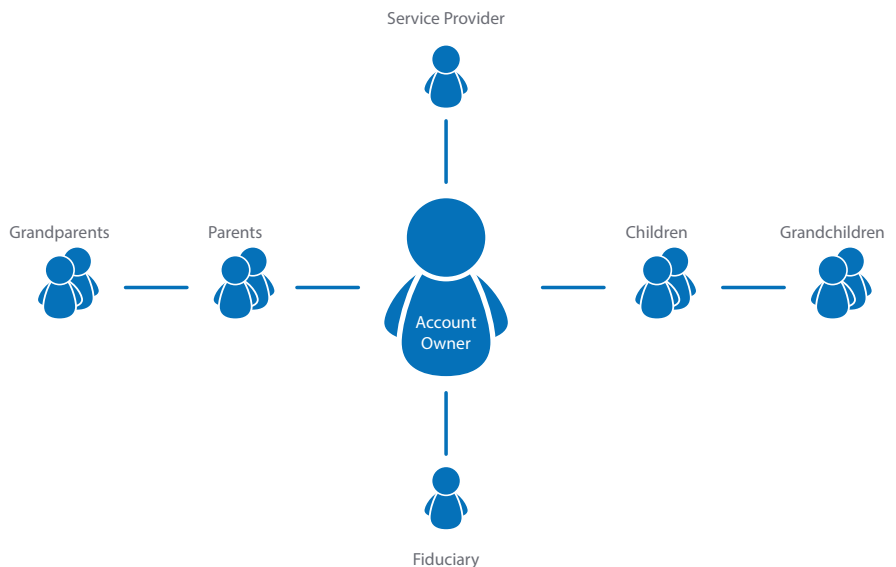 Service Provider
Grandparents
Parents
Children
Grandchildren
Account
Owner
Fiduciary